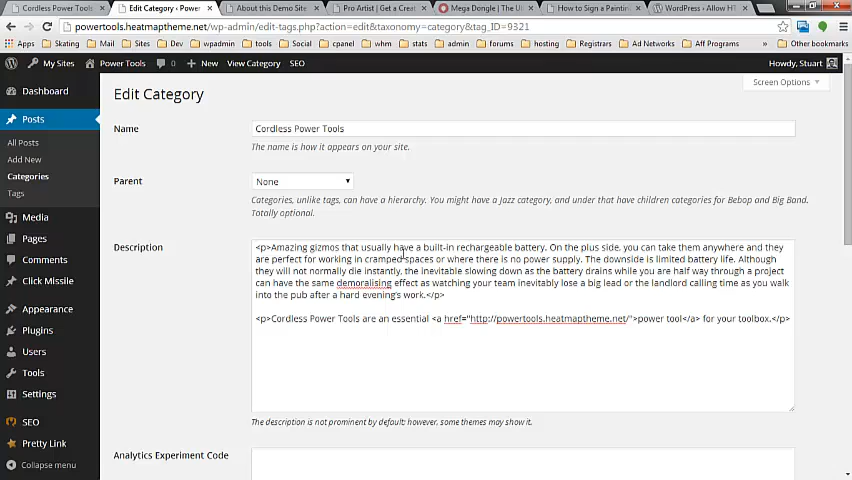 Cordless Power Tools
Edit Category ‹ Power
About this Demo Site
Pro Artist | Get a Creat
Mega Dongle | The Ul
How to Sign a Painting
WordPress › Allow HT
powertools.heatmaptheme.net/wp-admin/edit-tags.php?action=edit&taxonomy=category&tag_ID=9321
Apps Skating Mail Sites Dev wpadmin tools Social cpanel whm stats domn forums hosting Registrars Ad Networks Aff Programs Other bookmarks
My Sites Power Tools 0 New View Category SEO Howdy, Stuart
Screen Options
Dashboard
Posts
All Posts
Add New
Categories
Tags
Media
Pages
Comments
Click Missile
Appearance
Plugins
Users
Tools
Settings
SEO
Pretty Link
Collapse menu
Edit Category
Name
Cordless Power Tools
The name is how it appears on your site.
Parent
None
Categories, unlike tags, can have a hierarchy. You might have a Jazz category, and under that have children categories for Bebop and Big Band.
Totally optional.
Description
<p>Amazing gizmos that usually have a built-in rechargeable battery. On the plus side, you can take them anywhere and they
are perfect for working in cramped spaces or where there is no power supply. The downside is limited battery life. Although
they will not normally die instantly, the inevitable slowing down as the battery drains while you are half way through a project
can have the same demoralising effect as watching your team inevitably lose a big lead or the landlord calling time as you walk
into the pub after a hard evening's work.</p>
<p>Cordless Power Tools are an essential <a href="http://powertools.heatmaptheme.net/">power tool</a> for your toolbox.</p>
The description is not prominent by default; however, some themes may show it.
Analytics Experiment Code